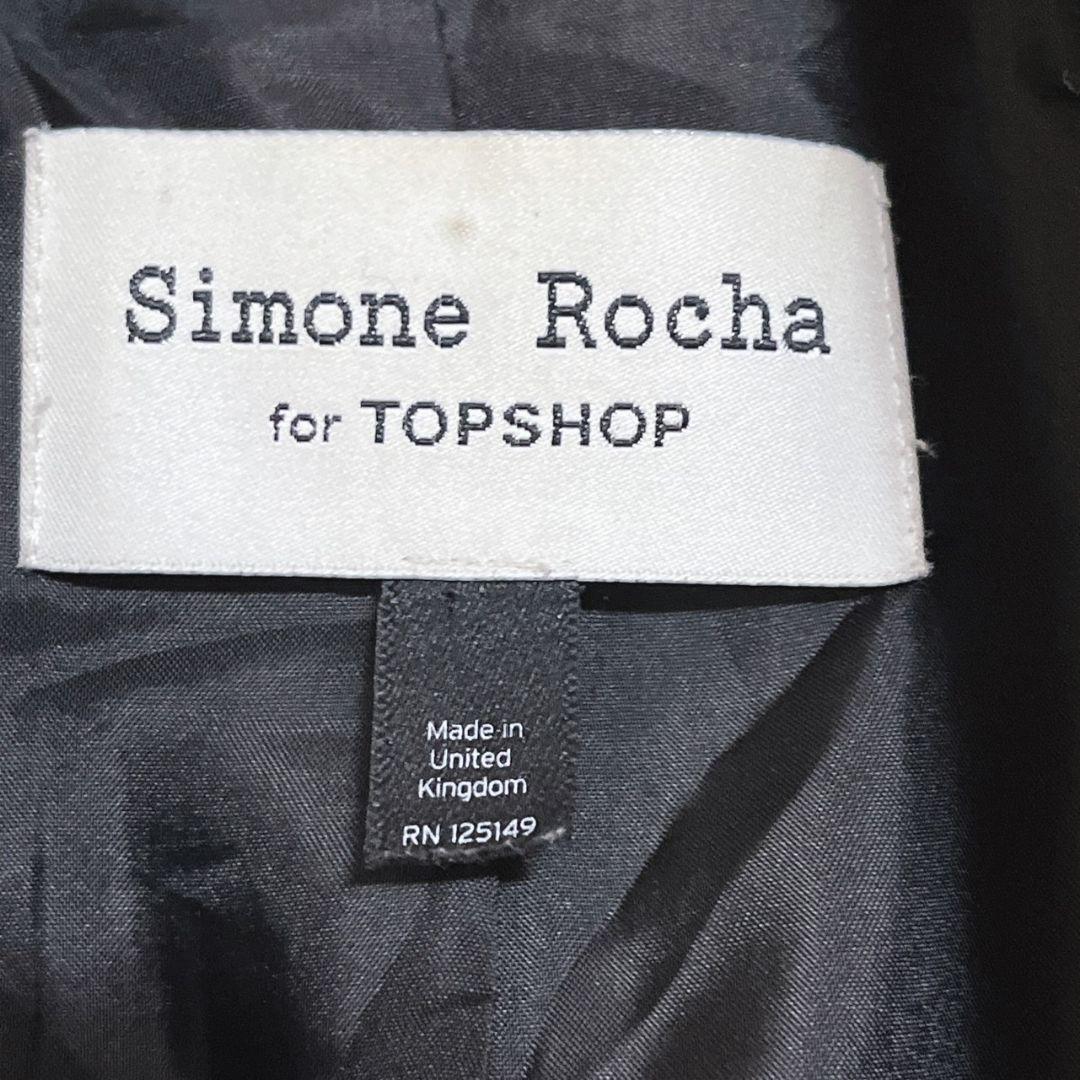 Simone Rocha
for TOPSHOP
Made in
United
Kingdom
RN 125149